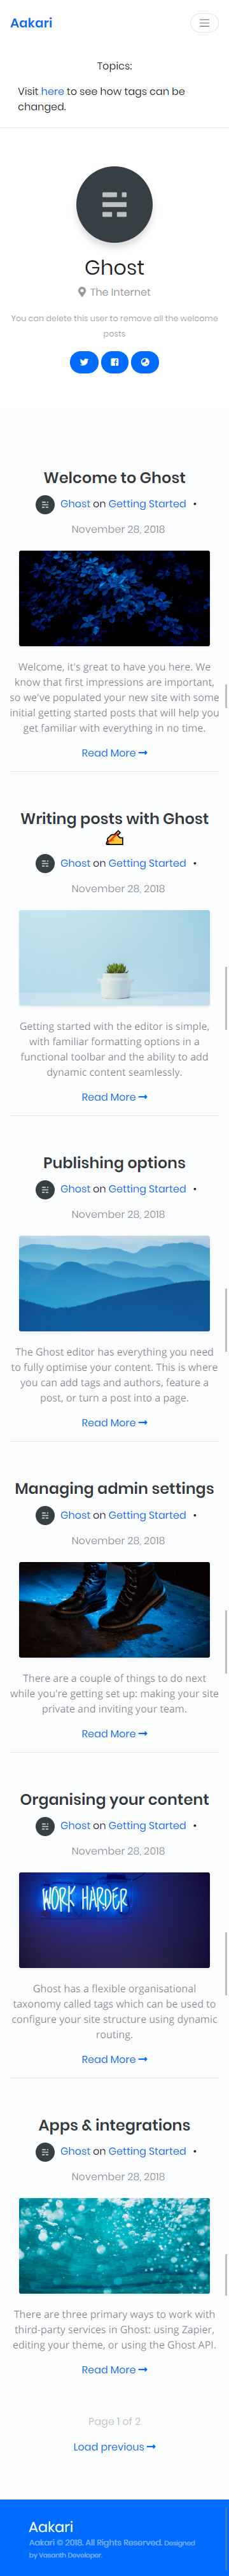 Aakari
Topics:
Visit here to see how tags can be
changed.
Ghost
The Internet
You can delete this user to remove all the welcome
posts
Welcome to Ghost
Ghost on Getting Started •
November 28, 2018
Welcome, it's great to have you here. We
know that first impressions are important,
so we've populated your new site with some
initial getting started posts that will help you
get familiar with everything in no time.
Read More →
Writing posts with Ghost
✍️
Ghost on Getting Started •
November 28, 2018
Getting started with the editor is simple,
with familiar formatting options in a
functional toolbar and the ability to add
dynamic content seamlessly.
Read More →
Publishing options
Ghost on Getting Started •
November 28, 2018
The Ghost editor has everything you need
to fully optimise your content. This is where
you can add tags and authors, feature a
post, or turn a post into a page.
Read More →
Managing admin settings
Ghost on Getting Started •
November 28, 2018
There are a couple of things to do next
while you're getting set up: making your site
private and inviting your team.
Read More →
Organising your content
Ghost on Getting Started •
November 28, 2018
WORK HARDER
Ghost has a flexible organisational
taxonomy called tags which can be used to
configure your site structure using dynamic
routing.
Read More →
Apps & integrations
Ghost on Getting Started •
November 28, 2018
There are three primary ways to work with
third-party services in Ghost: using Zapier,
editing your theme, or using the Ghost API.
Read More →
Page 1 of 2
Load previous →
Aakari
Aakari © 2018. All Rights Reserved. Designed
by Vasanth Developer.